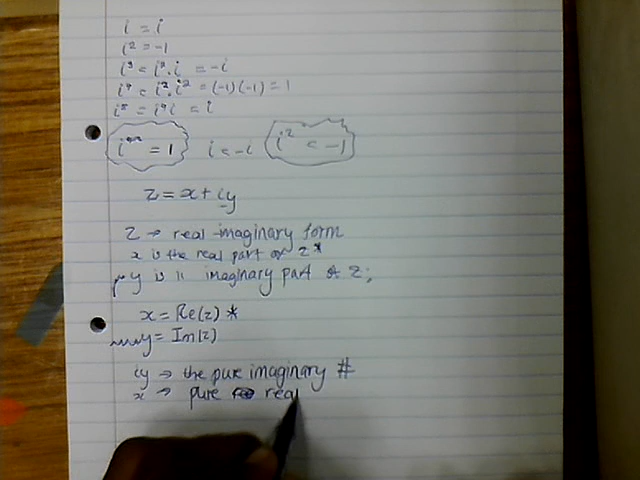 i = i
i² = -1
i³ = i².i = -i
i⁴ = i².i² = (-1)(-1) = 1
i⁵ = i⁴i = i
= 1 i = -i i² = -1
z = x + iy
z → real-imaginary form
x is the real part of z *
y is " imaginary part of z;
x = Re(z) *
y = Im(z)
iy → the pure imaginary #
x → pure real